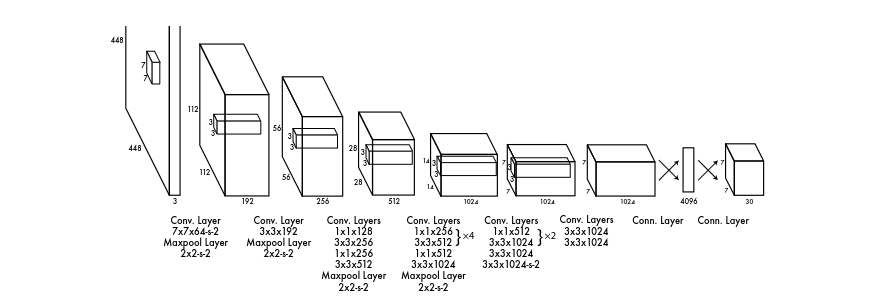 448
7
7
448
3
112
3
3
112
192
56
3
3
56
256
28
3
3
28
512
14
3
3
14
1024
7
3
3
7
1024
7
7
1024
4096
7
7
30
Conv. Layer
7x7x64-s-2
Maxpool Layer
2x2-s-2
Conv. Layer
3x3x192
Maxpool Layer
2x2-s-2
Conv. Layers
1x1x128
3x3x256
1x1x256
3x3x512
Maxpool Layer
2x2-s-2
Conv. Layers
1x1x256
3x3x512 }×4
1x1x512
3x3x1024
Maxpool Layer
2x2-s-2
Conv. Layers
1x1x512
3x3x1024 }×2
3x3x1024
3x3x1024-s-2
Conv. Layers
3x3x1024
3x3x1024
Conn. Layer
Conn. Layer